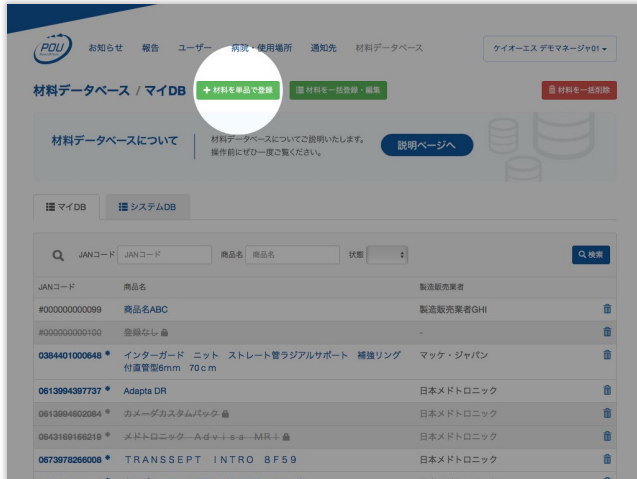 POU
お知らせ 報告 ユーザー 病院・使用場所 通知先 材料データベース ケイオーエス デモマネージャ01
材料データベース / マイDB + 材料を単品で登録 材料を一括登録・編集 材料を一括削除
材料データベースについて 材料データベースについてご説明いたします。 説明ページへ
操作前にぜひ一度ご覧ください。
マイDB システムDB
JANコード JANコード 商品名 商品名 状態 検索
JANコード 商品名 製造販売業者
#000000000099 商品名ABC 製造販売業者GHI
#000000000100 登録なし -
0384401000648 * インターガード ニット ストレート管ラジアルサポート 補強リング マッケ・ジャパン
付直管型6mm 70cm
0613994397737 * Adapta DR 日本メドトロニック
0613994602084 * カメーダカスタムパック 日本メドトロニック
0643169166219 * メドトロニック Advisa MRI 日本メドトロニック
0673978266008 * TRANSSEPT INTRO 8F59 日本メドトロニック